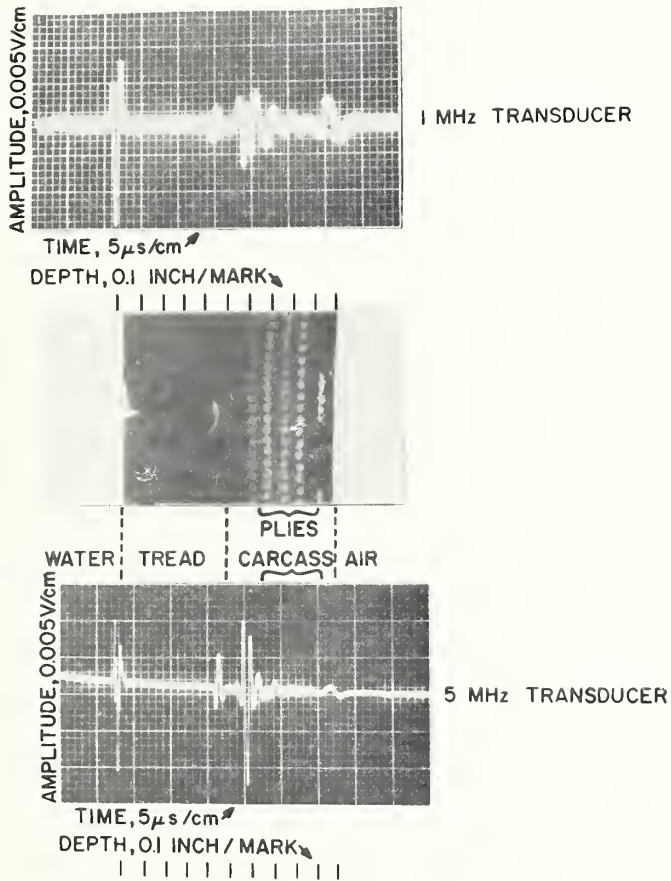 AMPLITUDE, 0.005V/cm
1 MHz TRANSDUCER
TIME, 5μs/cm
DEPTH, 0.1 INCH/MARK
PLIES
WATER TREAD CARCASS AIR
AMPLITUDE, 0.005V/cm
5 MHz TRANSDUCER
TIME, 5μs/cm
DEPTH, 0.1 INCH/MARK